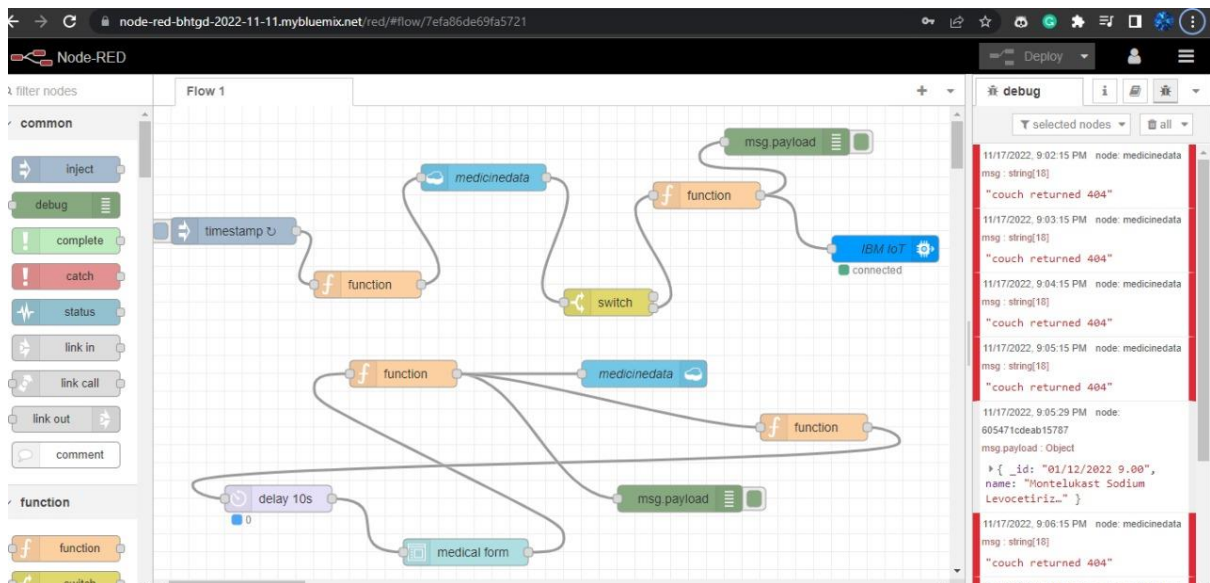 node-red-bhtgd-2022-11-11.mybluemix.net/red/#flow/7efa86de69fa5721
Node-RED
Deploy
filter nodes
Flow 1
debug
i
selected nodes
all
common
inject
debug
complete
catch
status
link in
link call
link out
comment
function
function
switch
timestamp ↻
function
medicinedata
switch
function
msg.payload
IBM IoT
connected
function
medicinedata
function
delay 10s
0
msg.payload
medical form
11/17/2022, 9:02:15 PM node: medicinedata
msg : string[18]
"couch returned 404"
11/17/2022, 9:03:15 PM node: medicinedata
msg : string[18]
"couch returned 404"
11/17/2022, 9:04:15 PM node: medicinedata
msg : string[18]
"couch returned 404"
11/17/2022, 9:05:15 PM node: medicinedata
msg : string[18]
"couch returned 404"
11/17/2022, 9:05:29 PM node:
605471cdeab15787
msg.payload : Object
{ _id: "01/12/2022 9.00",
name: "Montelukast Sodium
Levocetiriz…" }
11/17/2022, 9:06:15 PM node: medicinedata
msg : string[18]
"couch returned 404"